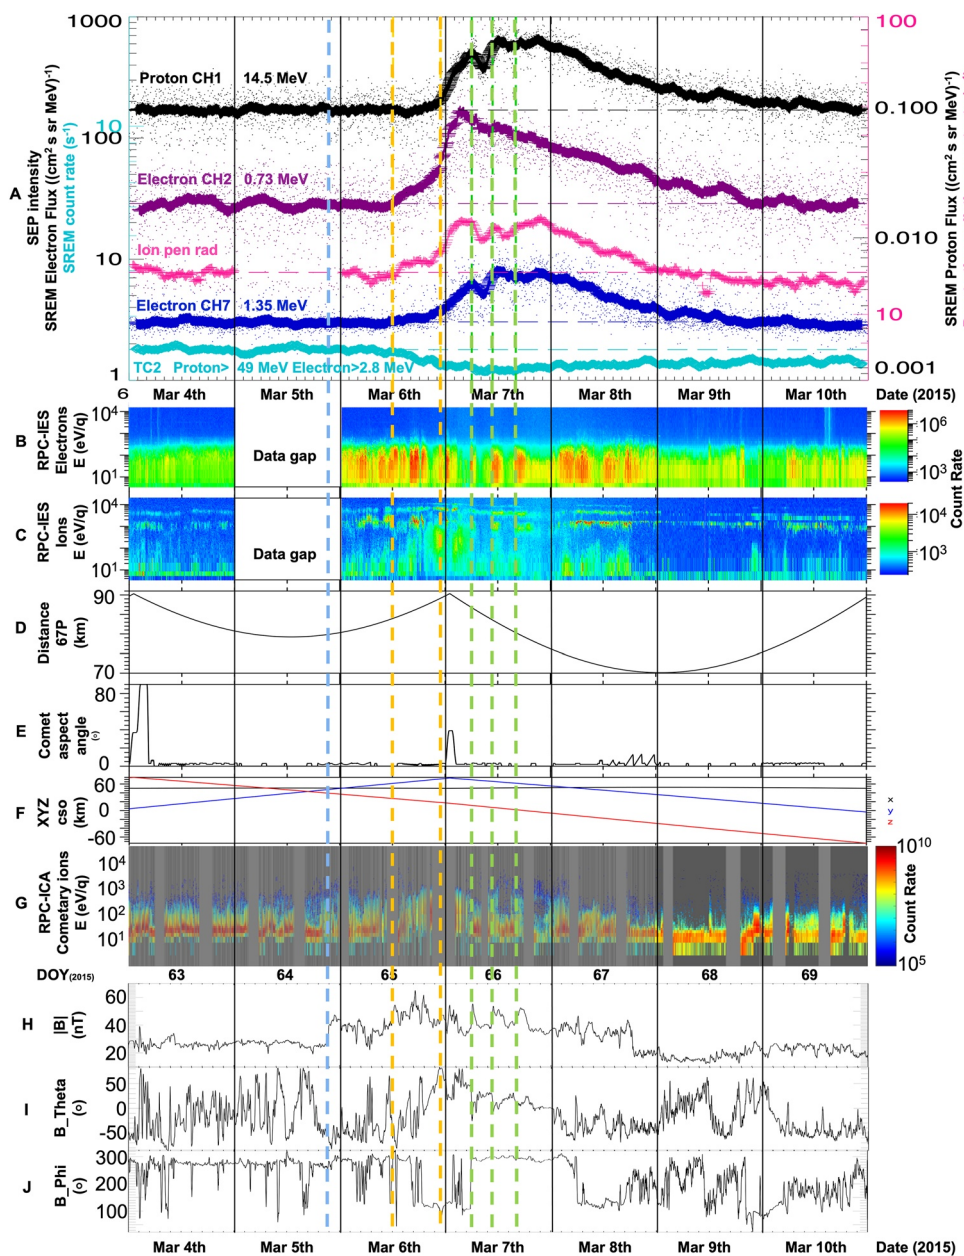 1000
100
10
1
6
A
SEP intensity
SREM Electron Flux ((cm² s sr MeV)⁻¹
SREM count rate (s⁻¹)
10
Proton CH1 14.5 MeV
Electron CH2 0.73 MeV
Ion pen rad
Electron CH7 1.35 MeV
TC2 Proton> 49 MeV Electron>2.8 MeV
100
0.100
0.010
10
0.001
SREM Proton Flux ((cm² s sr MeV)⁻¹
Mar 4th Mar 5th Mar 6th Mar 7th Mar 8th Mar 9th Mar 10th Date (2015)
B
RPC-IES
Electrons
E (eV/q)
10⁴
10¹
Data gap
10⁶
10³
C
RPC-IES
Ions
E (eV/q)
10⁴
10¹
Data gap
10⁴
10³
Count Rate
D
Distance
67P
(km)
90
70
E
Comet
aspect
angle
(o)
80
0
F
XYZ
cso
(km)
60
0
-60
x
y
z
G
RPC-ICA
Cometary ions
E (eV/q)
10⁴
10³
10²
10¹
10¹⁰
10⁵
Count Rate
DOY(2015) 63 64 65 66 67 68 69
H
|B|
(nT)
60
40
20
I
B_Theta
(o)
50
0
-50
J
B_Phi
(o)
300
200
100
Mar 4th Mar 5th Mar 6th Mar 7th Mar 8th Mar 9th Mar 10th Date (2015)